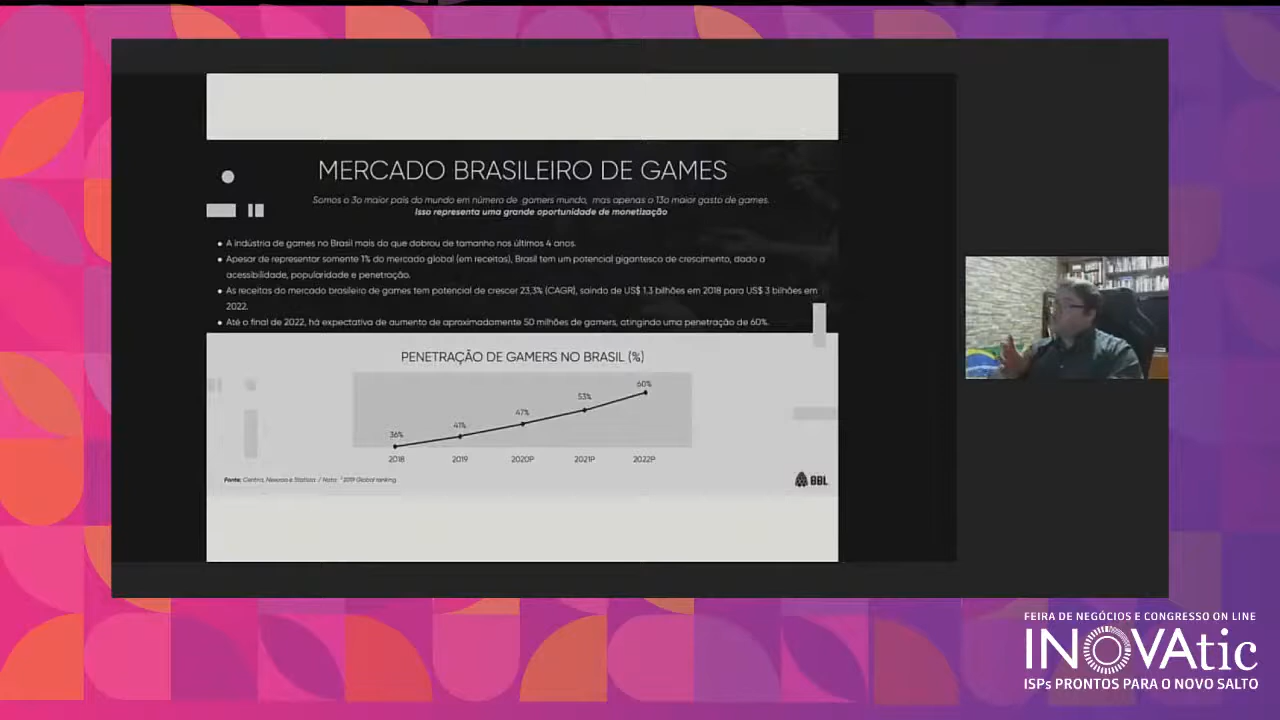 MERCADO BRASILEIRO DE GAMES
Somos o 3o maior país do mundo em número de gamers mundo, mas apenas o 13o maior gasto de games.
Isso representa uma grande oportunidade de monetização
● A indústria de games no Brasil mais do que dobrou de tamanho nos últimos 4 anos.
● Apesar de representar somente 1% do mercado global (em receitas), Brasil tem um potencial gigantesco de crescimento, dado a
acessibilidade, popularidade e penetração.
● As receitas do mercado brasileiro de games tem potencial de crescer 23,3% (CAGR), saindo de US$ 1.3 bilhões em 2018 para US$ 3 bilhões em
2022.
● Até o final de 2022, há expectativa de aumento de aproximadamente 50 milhões de gamers, atingindo uma penetração de 60%.
PENETRAÇÃO DE GAMERS NO BRASIL (%)
36%
41%
47%
53%
60%
2018 2019 2020P 2021P 2022P
Fonte: Newzoo e Statista / Nota: 2019 Global ranking
BBL
FEIRA DE NEGÓCIOS E CONGRESSO ON LINE
INOVAtic
ISPs PRONTOS PARA O NOVO SALTO